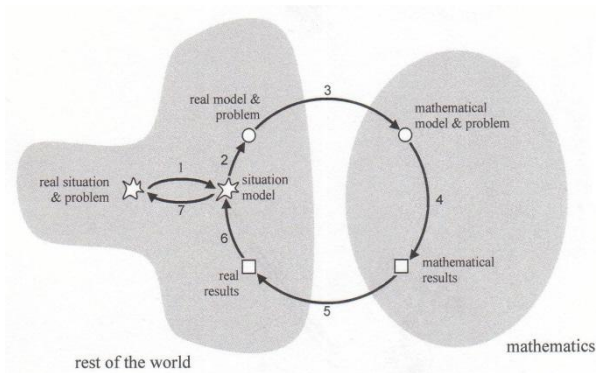 3
real model &
problem
mathematical
model & problem
1
2
real situation
& problem
situation
model
4
7
6
real
results
mathematical
results
5
mathematics
rest of the world